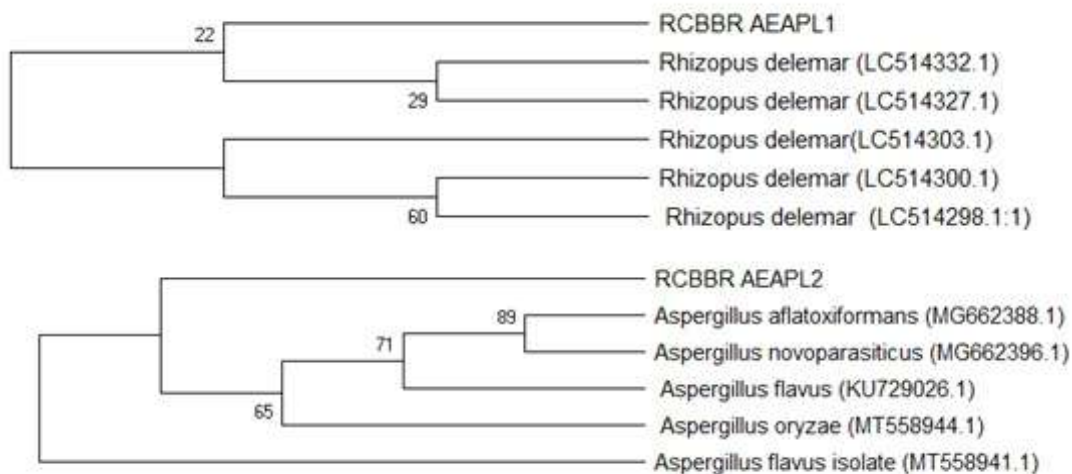 RCBBR AEAPL1
22
Rhizopus delemar (LC514332.1)
29
Rhizopus delemar (LC514327.1)
Rhizopus delemar(LC514303.1)
Rhizopus delemar (LC514300.1)
60
Rhizopus delemar (LC514298.1:1)
RCBBR AEAPL2
89
Aspergillus aflatoxiformans (MG662388.1)
71
Aspergillus novoparasiticus (MG662396.1)
Aspergillus flavus (KU729026.1)
65
Aspergillus oryzae (MT558944.1)
Aspergillus flavus isolate (MT558941.1)